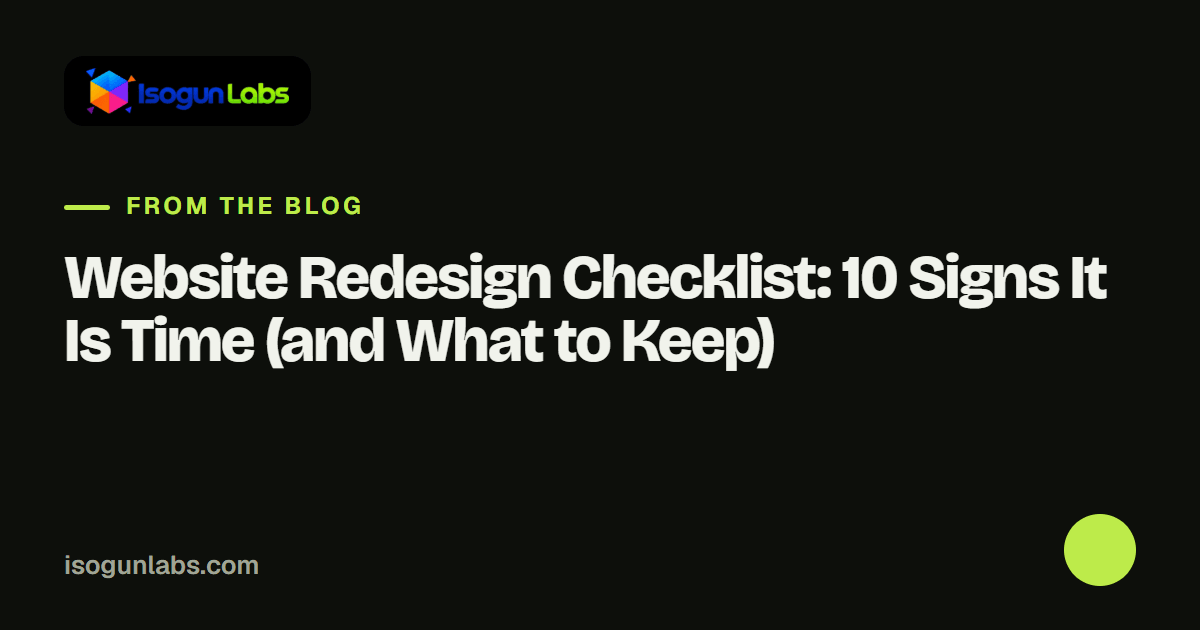 Isogun Labs
FROM THE BLOG
Website Redesign Checklist: 10 Signs It
Is Time (and What to Keep)
isogunlabs.com